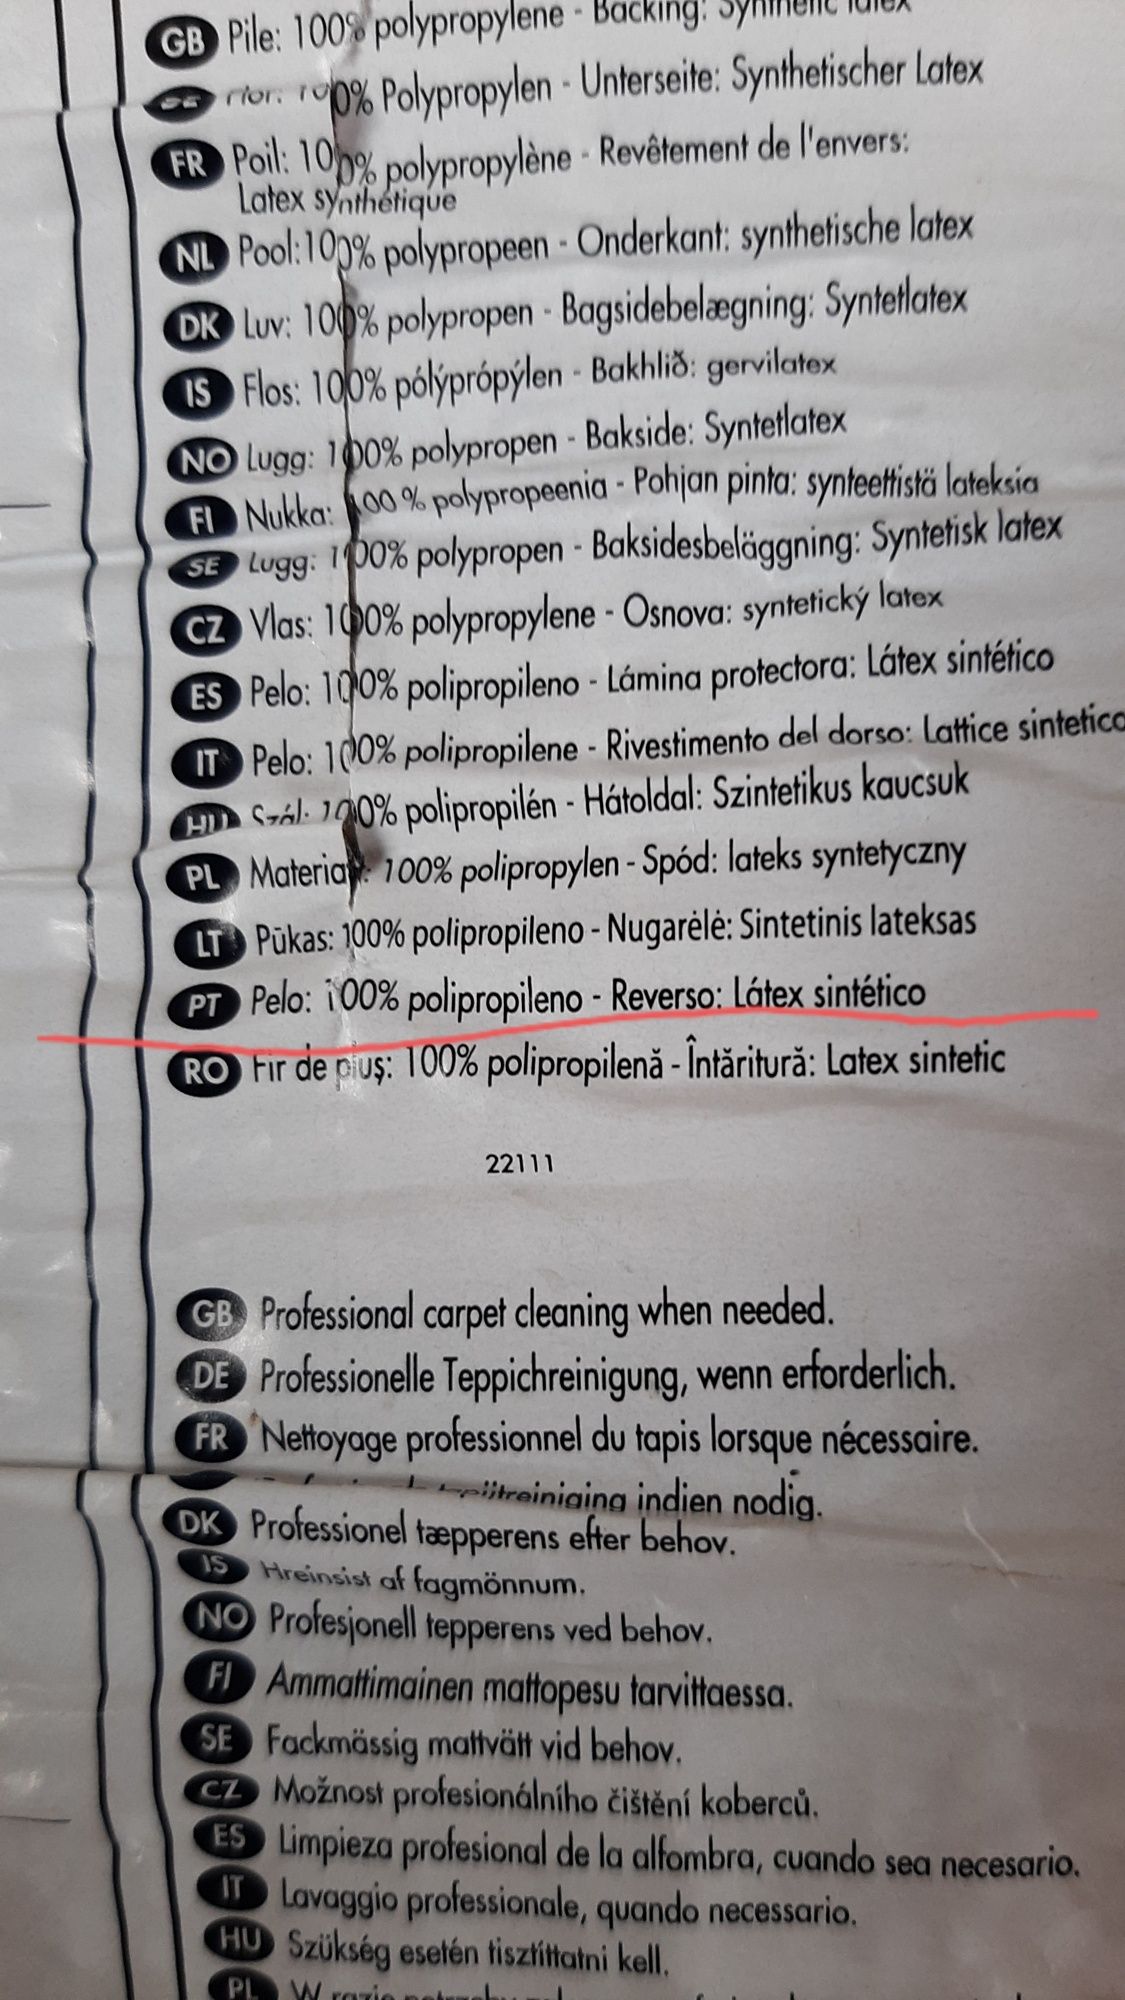 GB Pile: 100% polypropylene - Backing: Synthetic latex
0% Polypropylen - Unterseite: Synthetischer Latex
FR Poil: 100% polypropylène - Revêtement de l'envers:
Latex synthétique
NL Pool:100% polypropeen - Onderkant: synthetische latex
DK Luv: 100% polypropen - Bagsidebelægning: Syntetlatex
IS Flos: 100% pólýprópýlen - Bakhlið: gervilatex
NO Lugg: 100% polypropen - Bakside: Syntetlatex
FI Nukka: 100 % polypropeenia - Pohjan pinta: synteettistä lateksia
SE Lugg: 100% polypropen - Baksidesbeläggning: Syntetisk latex
CZ Vlas: 100% polypropylene - Osnova: syntetický latex
ES Pelo: 100% polipropileno - Lámina protectora: Látex sintético
IT Pelo: 100% polipropilene - Rivestimento del dorso: Lattice sintetico
HU Szál: 100% polipropilén - Hátoldal: Szintetikus kaucsuk
PL Materiał: 100% polipropylen - Spód: lateks syntetyczny
LT Pūkas: 100% polipropileno - Nugarėlė: Sintetinis lateksas
PT Pelo: 100% polipropileno - Reverso: Látex sintético
RO Fir de pluş: 100% polipropilenă - Întăritură: Latex sintetic
22111
GB Professional carpet cleaning when needed.
DE Professionelle Teppichreinigung, wenn erforderlich.
FR Nettoyage professionnel du tapis lorsque nécessaire.
indien nodig.
DK Professionel tæpperens efter behov.
IS Hreinsist af fagmönnum.
NO Profesjonell tepperens ved behov.
FI Ammattimainen mattopesu tarvittaessa.
SE Fackmässig mattvätt vid behov.
CZ Možnost profesionálního čištění koberců.
ES Limpieza profesional de la alfombra, cuando sea necesario.
IT Lavaggio professionale, quando necessario.
HU Szükség esetén tisztíttatni kell.
PL W razie